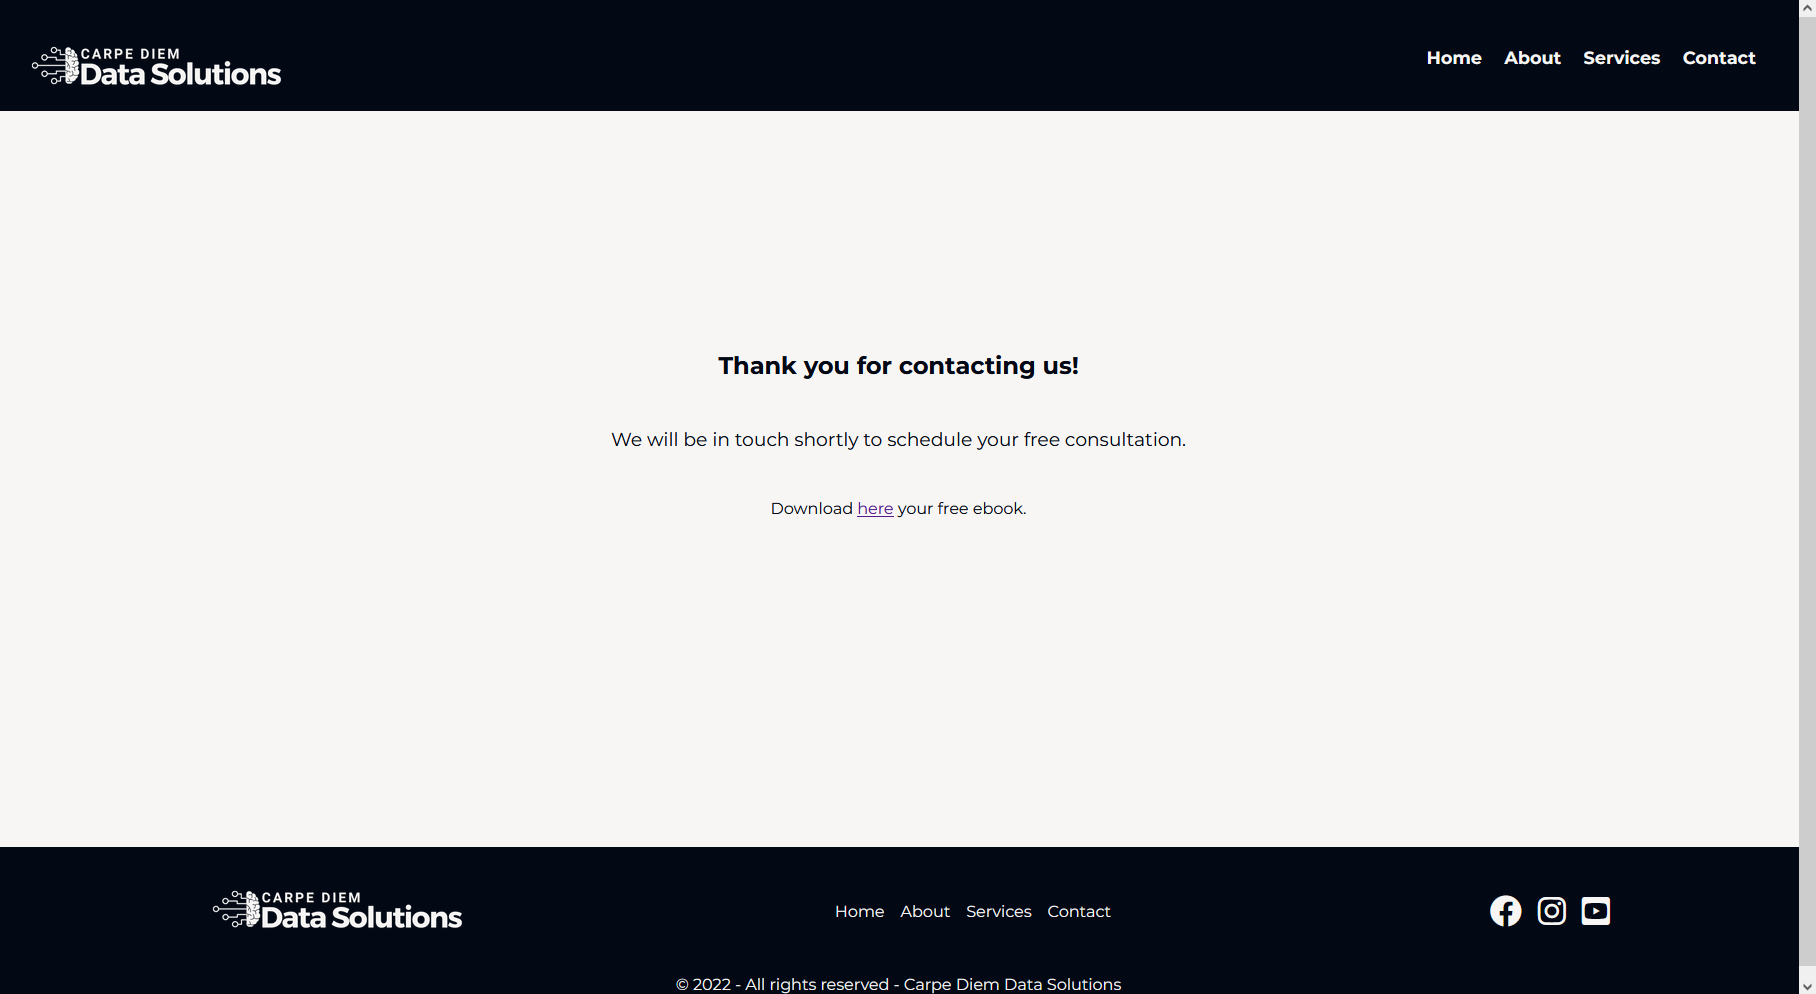 CARPE DIEM
Data Solutions
Home About Services Contact
Thank you for contacting us!
We will be in touch shortly to schedule your free consultation.
Download here your free ebook.
CARPE DIEM
Data Solutions
Home About Services Contact
© 2022 - All rights reserved - Carpe Diem Data Solutions